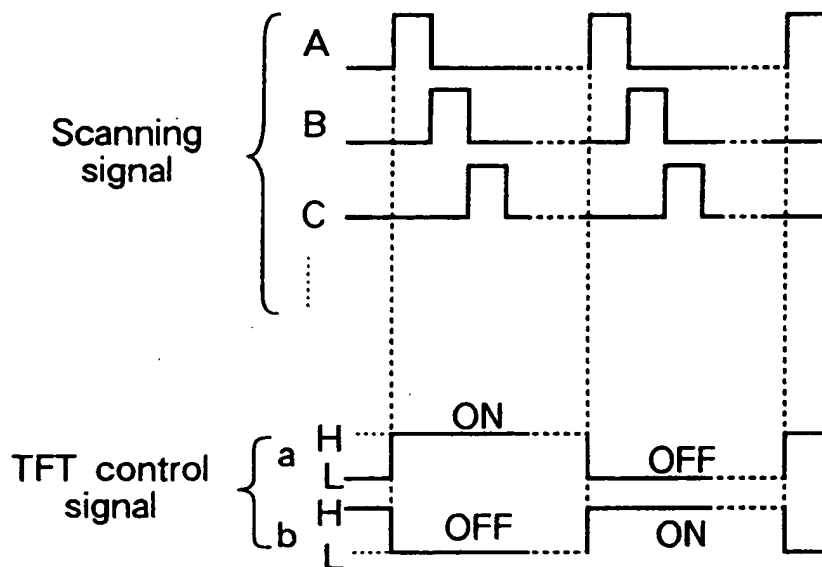 A
B
Scanning
signal
C
ON
H
a
L
OFF
TFT control
signal
H
b
L
OFF
ON